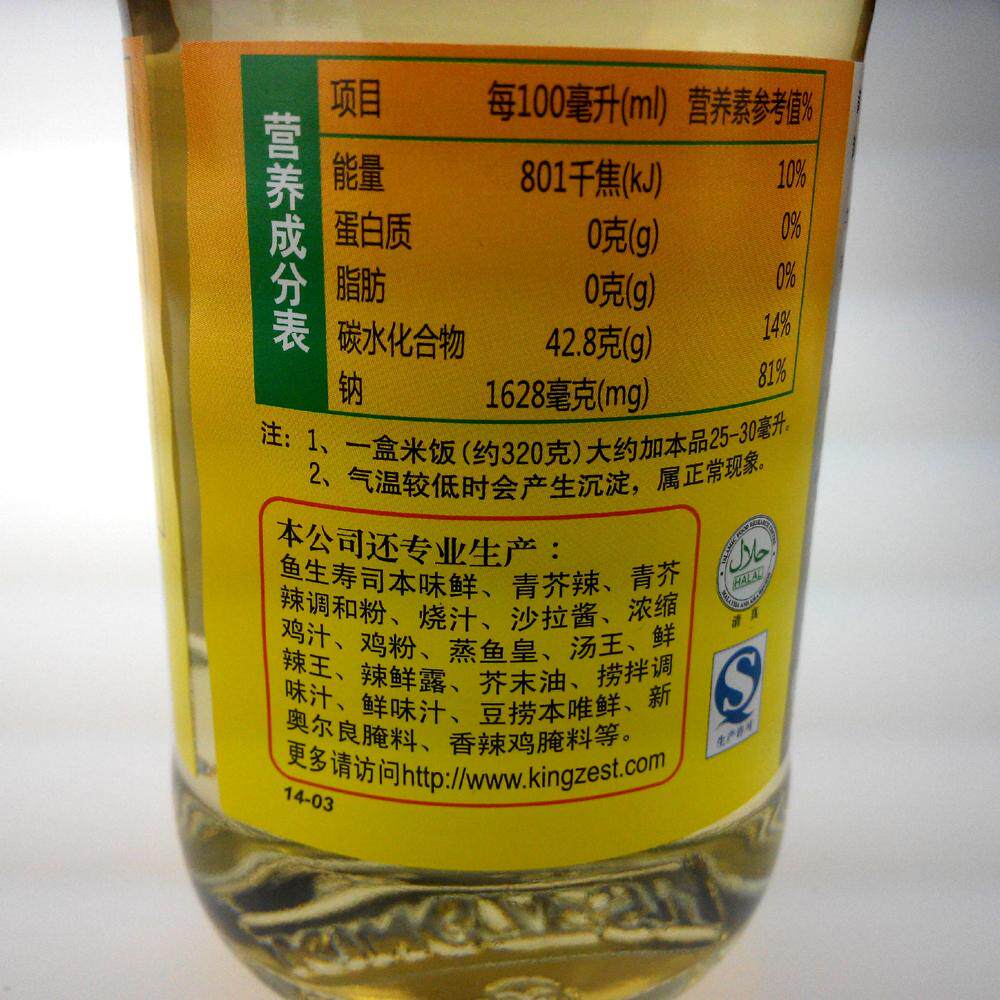 营养成分表
项目 每100毫升(ml) 营养素参考值%
能量 801千焦(kJ) 10%
蛋白质 0克(g) 0%
脂肪 0克(g) 0%
碳水化合物 42.8克(g) 14%
钠 1628毫克(mg) 81%
注: 1、一盒米饭(约320克)大约加本品25-30毫升。
2、气温较低时会产生沉淀，属正常现象。
本公司还专业生产：
鱼生寿司本味鲜、青芥辣、青芥
辣调和粉、烧汁、沙拉酱、浓缩
鸡汁、鸡粉、蒸鱼皇、汤王、鲜
辣王、辣鲜露、芥末油、捞拌调
味汁、鲜味汁、豆捞本唯鲜、新
奥尔良腌料、香辣鸡腌料等。
更多请访问http://www.kingzest.com
14-03
حلال
HALAL
清真
生产许可